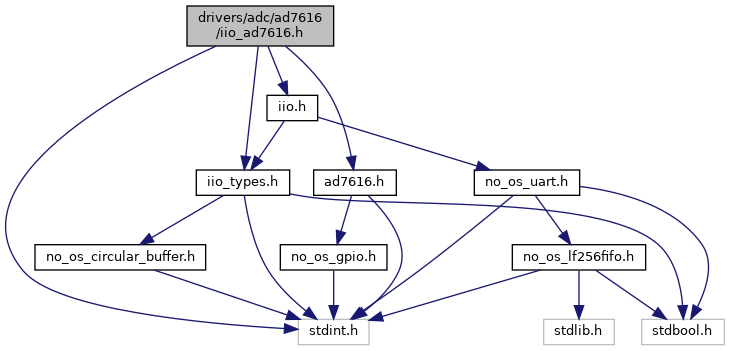 drivers/adc/ad7616
/iio_ad7616.h
iio.h
iio_types.h
ad7616.h
no_os_uart.h
no_os_circular_buffer.h
no_os_gpio.h
no_os_lf256fifo.h
stdint.h
stdlib.h
stdbool.h